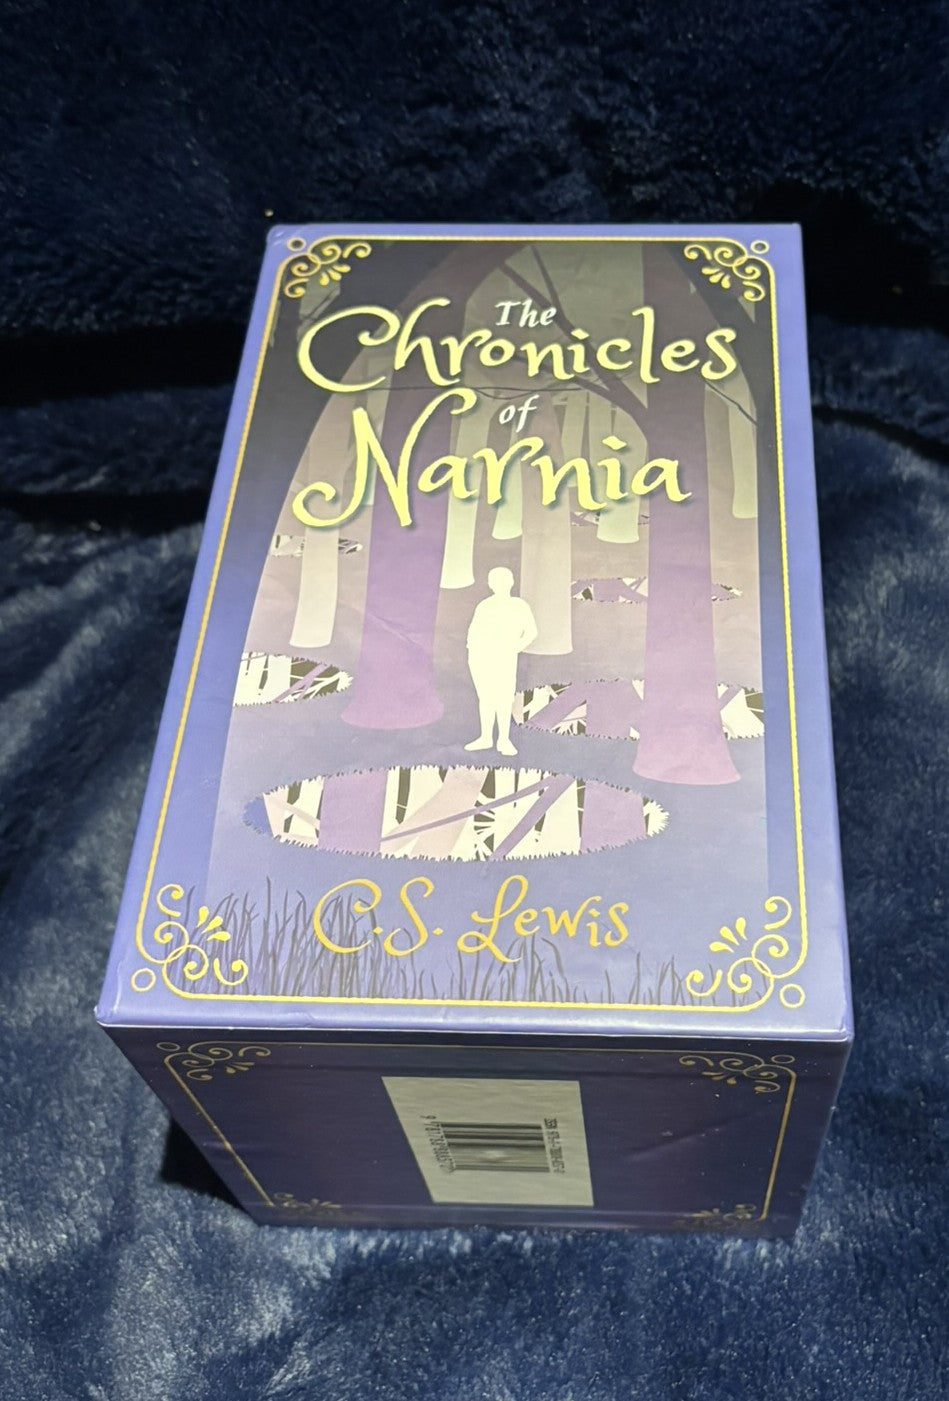 The
Chronicles
of
Narnia
C.S. Lewis